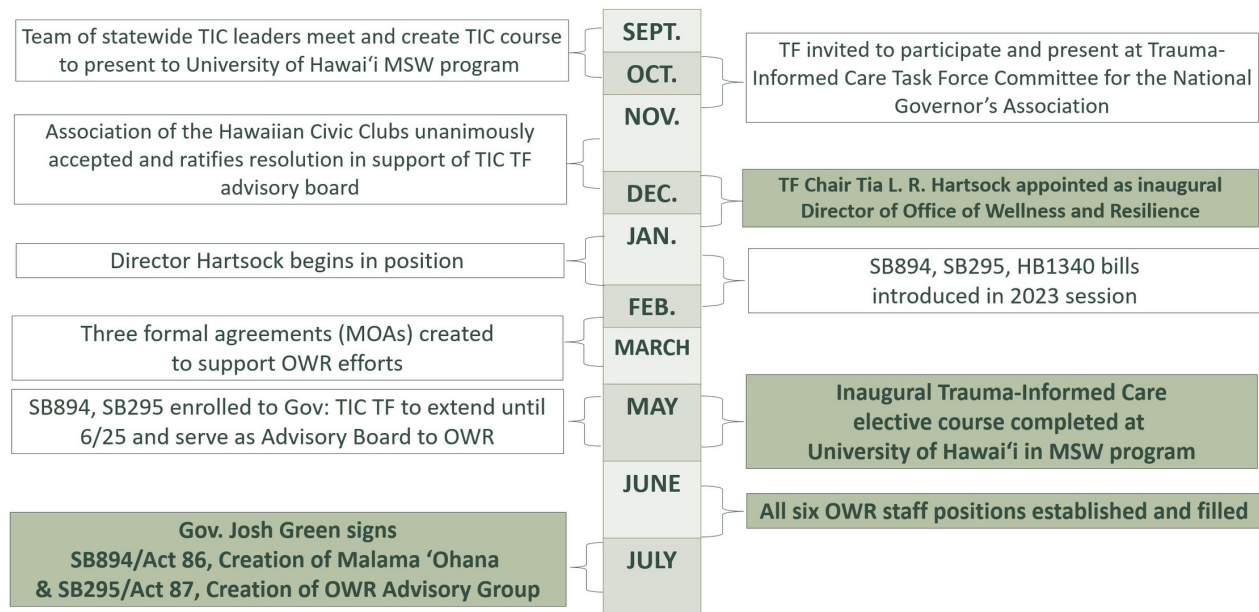 SEPT.
Team of statewide TIC leaders meet and create TIC course
to present to University of Hawai‘i MSW program
OCT.
TF invited to participate and present at Trauma-
Informed Care Task Force Committee for the National
Governor’s Association
NOV.
Association of the Hawaiian Civic Clubs unanimously
accepted and ratifies resolution in support of TIC TF
advisory board
DEC.
TF Chair Tia L. R. Hartsock appointed as inaugural
Director of Office of Wellness and Resilience
JAN.
Director Hartsock begins in position
SB894, SB295, HB1340 bills
introduced in 2023 session
FEB.
Three formal agreements (MOAs) created
to support OWR efforts
MARCH
MAY
SB894, SB295 enrolled to Gov: TIC TF to extend until
6/25 and serve as Advisory Board to OWR
Inaugural Trauma-Informed Care
elective course completed at
University of Hawai‘i in MSW program
JUNE
All six OWR staff positions established and filled
Gov. Josh Green signs
SB894/Act 86, Creation of Malama ‘Ohana
& SB295/Act 87, Creation of OWR Advisory Group
JULY